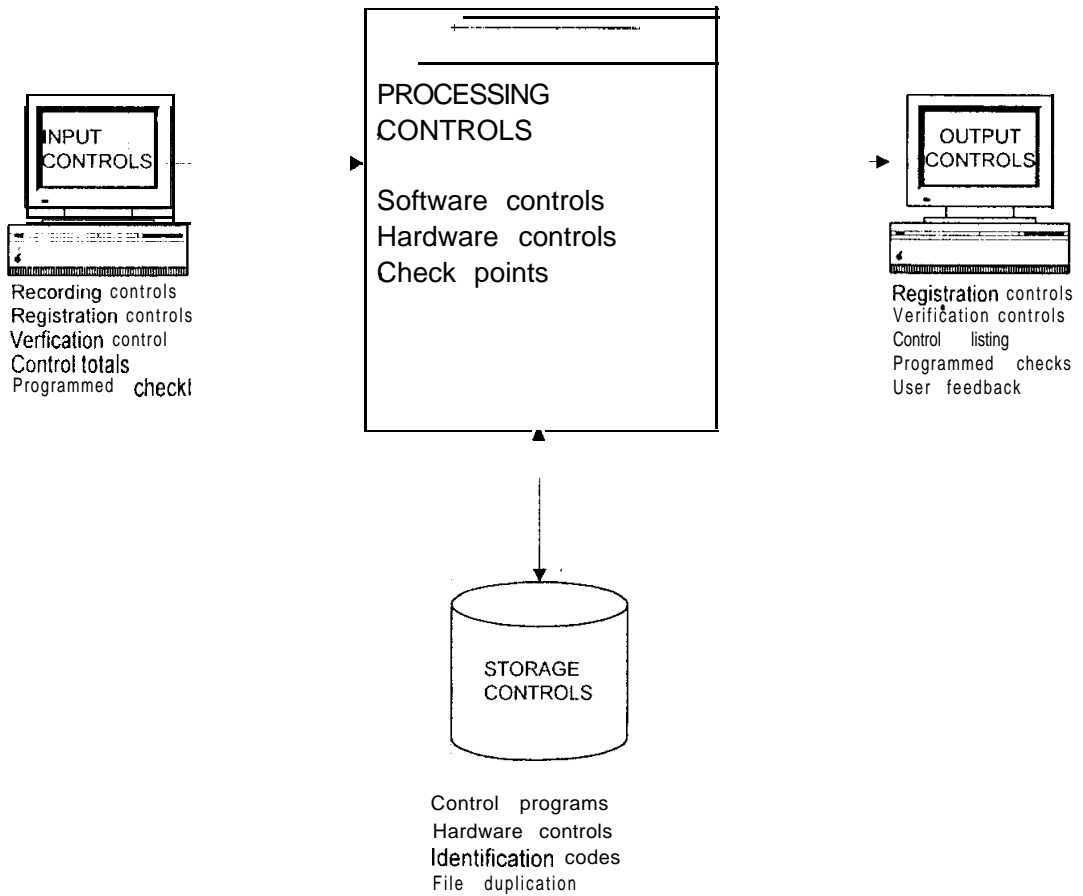 PROCESSING
CONTROLS
Software controls
Hardware controls
Check points
INPUT
CONTROLS
Recording controls
Registration controls
Verfication control
Control totals
Programmed check
OUTPUT
CONTROLS
Registration controls
Verification controls
Control listing
Programmed checks
User feedback
STORAGE
CONTROLS
Control programs
Hardware controls
Identification codes
File duplication